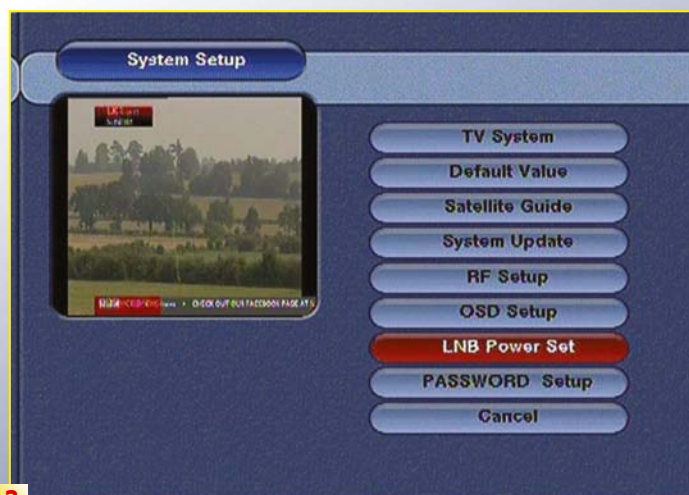 System Setup
TV System
Default Value
Satellite Guide
System Update
RF Setup
OSD Setup
LNB Power Set
PASSWORD Setup
Cancel
CHECK OUT OUR FACEBOOK PAGE AT
2